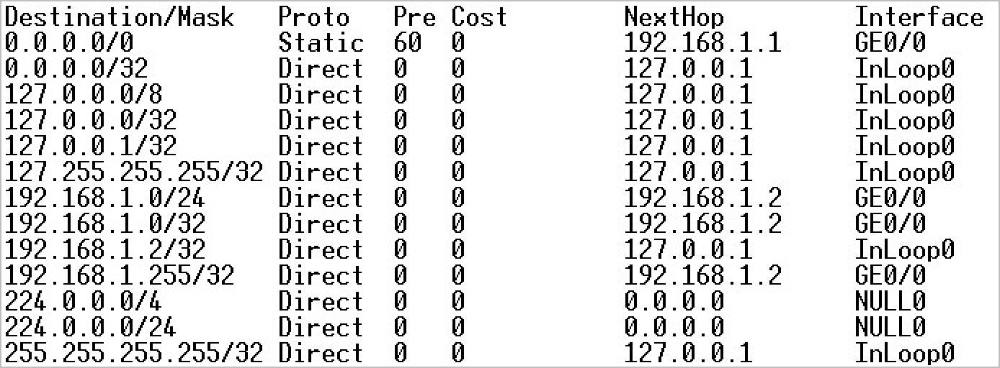 Destination/Mask Proto Pre Cost NextHop Interface
0.0.0.0/0 Static 60 0 192.168.1.1 GE0/0
0.0.0.0/32 Direct 0 0 127.0.0.1 InLoop0
127.0.0.0/8 Direct 0 0 127.0.0.1 InLoop0
127.0.0.0/32 Direct 0 0 127.0.0.1 InLoop0
127.0.0.1/32 Direct 0 0 127.0.0.1 InLoop0
127.255.255.255/32 Direct 0 0 127.0.0.1 InLoop0
192.168.1.0/24 Direct 0 0 192.168.1.2 GE0/0
192.168.1.0/32 Direct 0 0 192.168.1.2 GE0/0
192.168.1.2/32 Direct 0 0 127.0.0.1 InLoop0
192.168.1.255/32 Direct 0 0 192.168.1.2 GE0/0
224.0.0.0/4 Direct 0 0 0.0.0.0 NULL0
224.0.0.0/24 Direct 0 0 0.0.0.0 NULL0
255.255.255.255/32 Direct 0 0 127.0.0.1 InLoop0